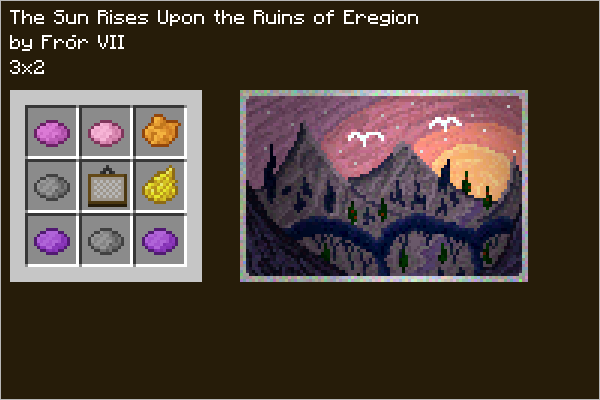 The Sun Rises Upon the Ruins of Eregion
by Frór VII
3x2